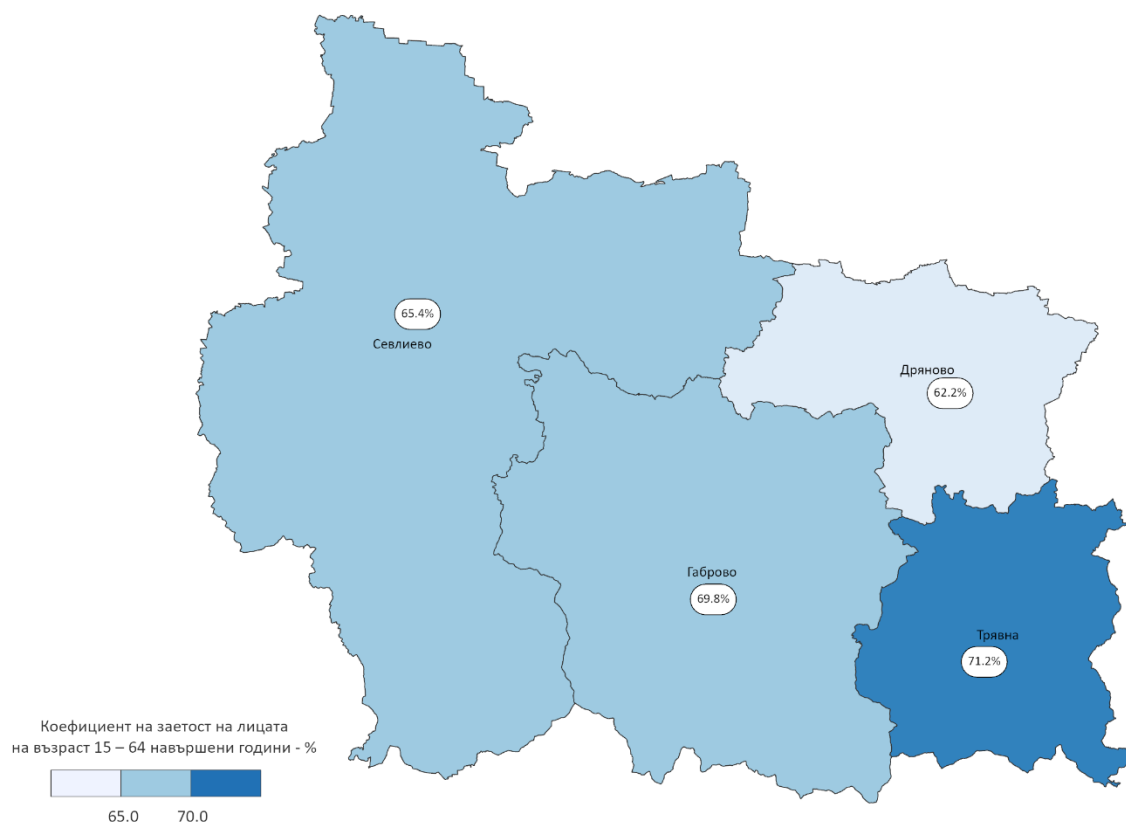 65.4%
Севлиево
Дряново
62.2%
Габрово
69.8%
Трявна
71.2%
Коефициент на заетост на лицата
на възраст 15 – 64 навършени години - %
65.0 70.0